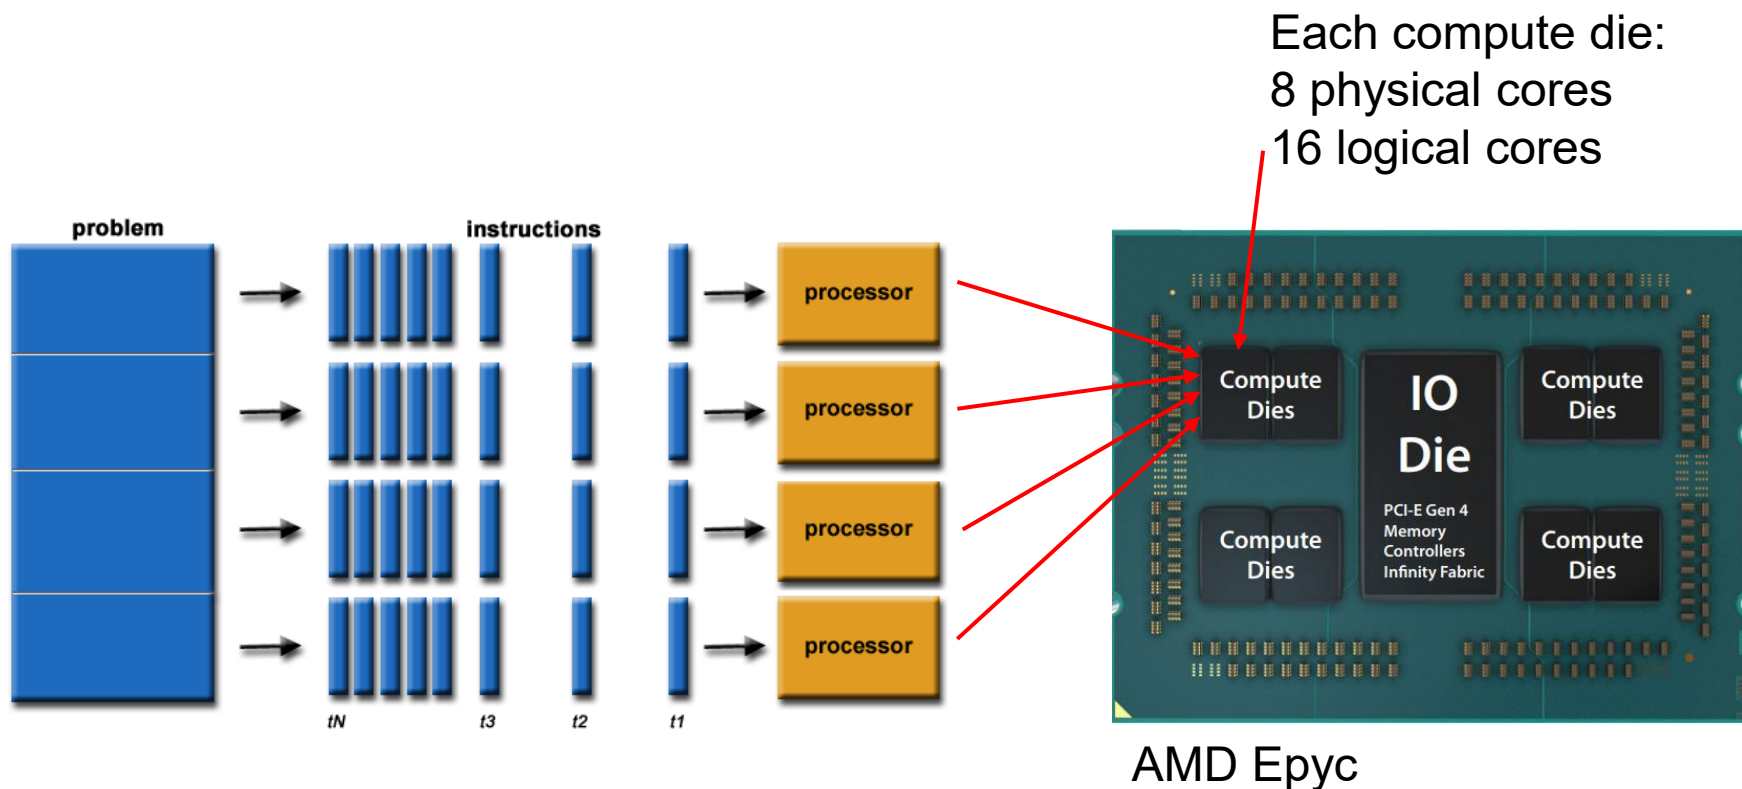 Each compute die:
8 physical cores
16 logical cores
problem
instructions
processor
processor
processor
processor
tN
t3
t2
t1
Compute
Dies
IO
Die
PCI-E Gen 4
Memory
Controllers
Infinity Fabric
Compute
Dies
Compute
Dies
Compute
Dies
AMD Epyc